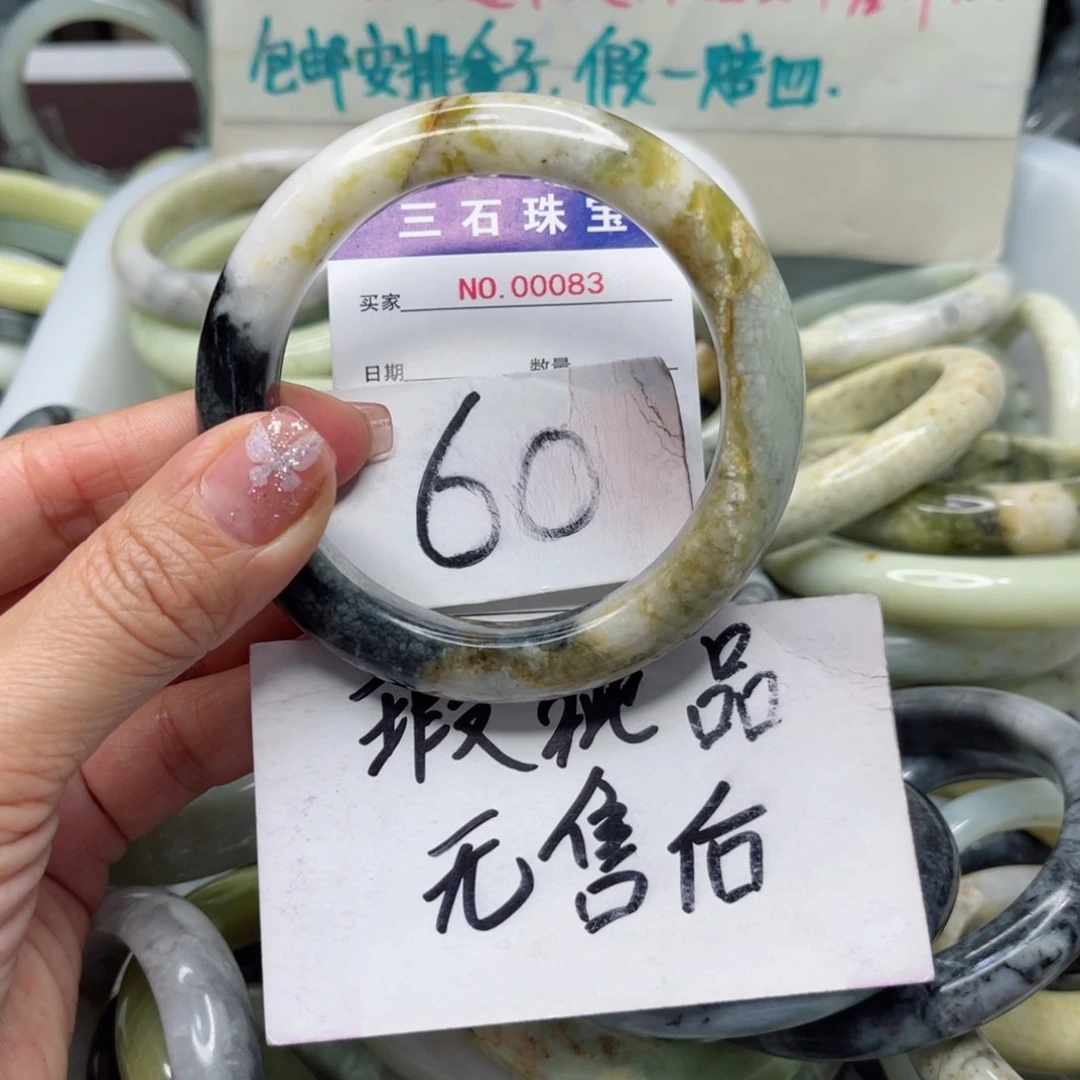 包邮安排盒子,假一赔四.
三石珠宝
NO.00083
买家
日期 数量
60
瑕疵品
无售后